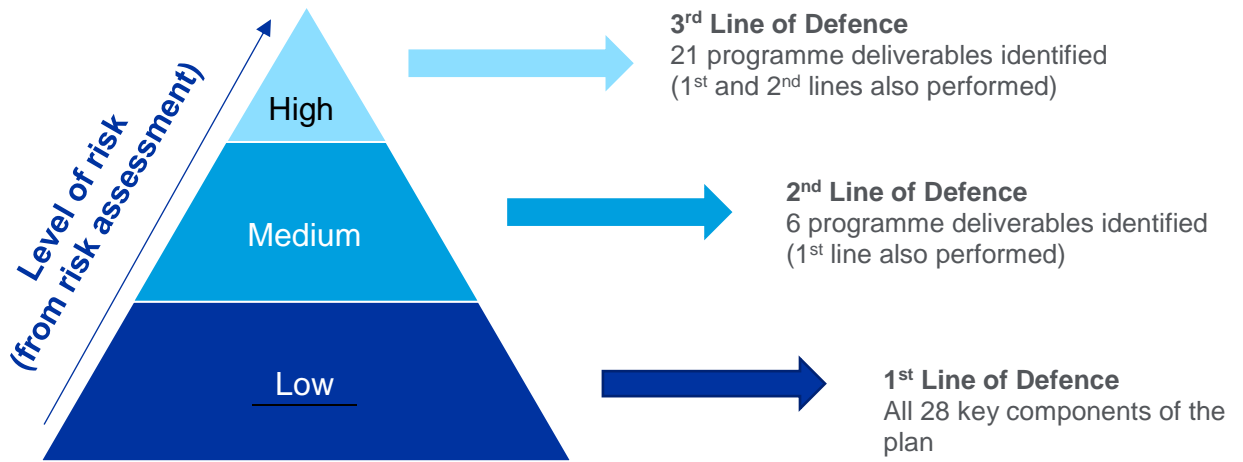 Level of risk
(from risk assessment)
High
Medium
Low
3rd Line of Defence
21 programme deliverables identified
(1st and 2nd lines also performed)
2nd Line of Defence
6 programme deliverables identified
(1st line also performed)
1st Line of Defence
All 28 key components of the
plan